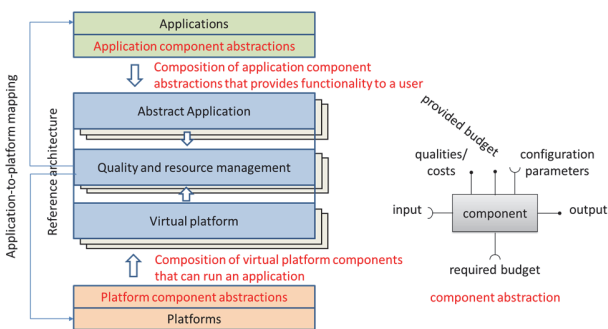 Applications
Application component abstractions
Composition of application component
abstractions that provides functionality to a user
Abstract Application
Quality and resource management
Virtual platform
Composition of virtual platform components
that can run an application
Platform component abstractions
Platforms
Application-to-platform mapping
Reference architecture
provided budget
qualities/
costs
configuration
parameters
input
component
output
required budget
component abstraction